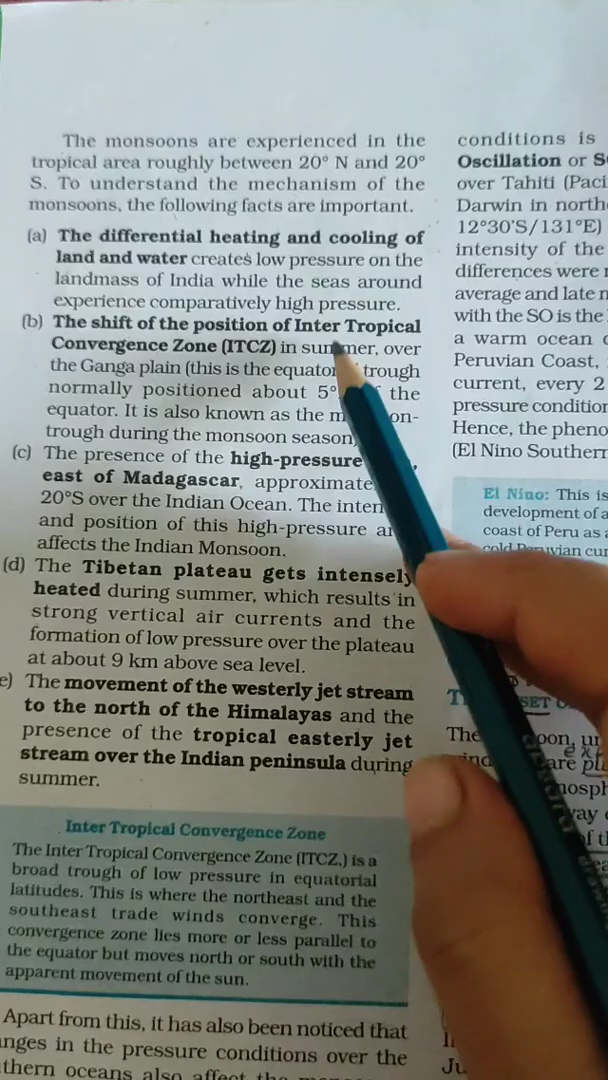 The monsoons are experienced in the
tropical area roughly between 20° N and 20°
S. To understand the mechanism of the
monsoons, the following facts are important.
(a) The differential heating and cooling of
land and water creates low pressure on the
landmass of India while the seas around
experience comparatively high pressure.
(b) The shift of the position of Inter Tropical
Convergence Zone (ITCZ) in summer, over
the Ganga plain (this is the trough
normally positioned about 5° the
equator. It is also known as the
trough during the monsoon season
(c) The presence of the high-pressure
east of Madagascar,
20°S over the Indian Ocean. The
and position of this high-pressure
affects the Indian Monsoon.
(d) The Tibetan plateau gets intensely
heated during summer, which results in
strong vertical air currents and the
formation of low pressure over the plateau
at about 9 km above sea level.
e) The movement of the westerly jet stream
to the north of the Himalayas and the
presence of the tropical easterly jet
stream over the Indian peninsula during
summer.
Inter Tropical Convergence Zone
The Inter Tropical Convergence Zone (ITCZ,) is a
broad trough of low pressure in equatorial
latitudes. This is where the northeast and the
southeast trade winds converge. This
convergence zone lies more or less parallel to
the equator but moves north or south with the
apparent movement of the sun.
Apart from this, it has also been noticed that
in the pressure conditions over the
oceans also affect the
conditions is
Oscillation or
over Tahiti
Darwin in
12°30'S/131°E)
intensity of the
differences were
average and late
with the SO is the
a warm ocean
Peruvian Coast,
current, every 2
pressure
Hence, the
(El Nino
El Nino: This is
development of a
coast of Peru as
cold
The
are
of